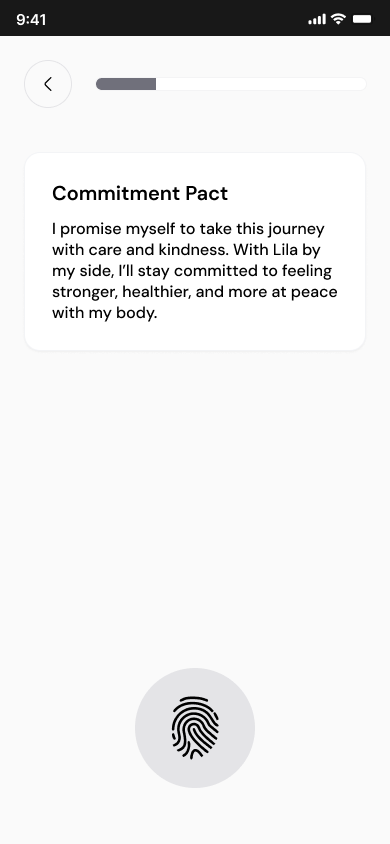 9:41
Commitment Pact
I promise myself to take this journey
with care and kindness. With Lila by
my side, I’ll stay committed to feeling
stronger, healthier, and more at peace
with my body.